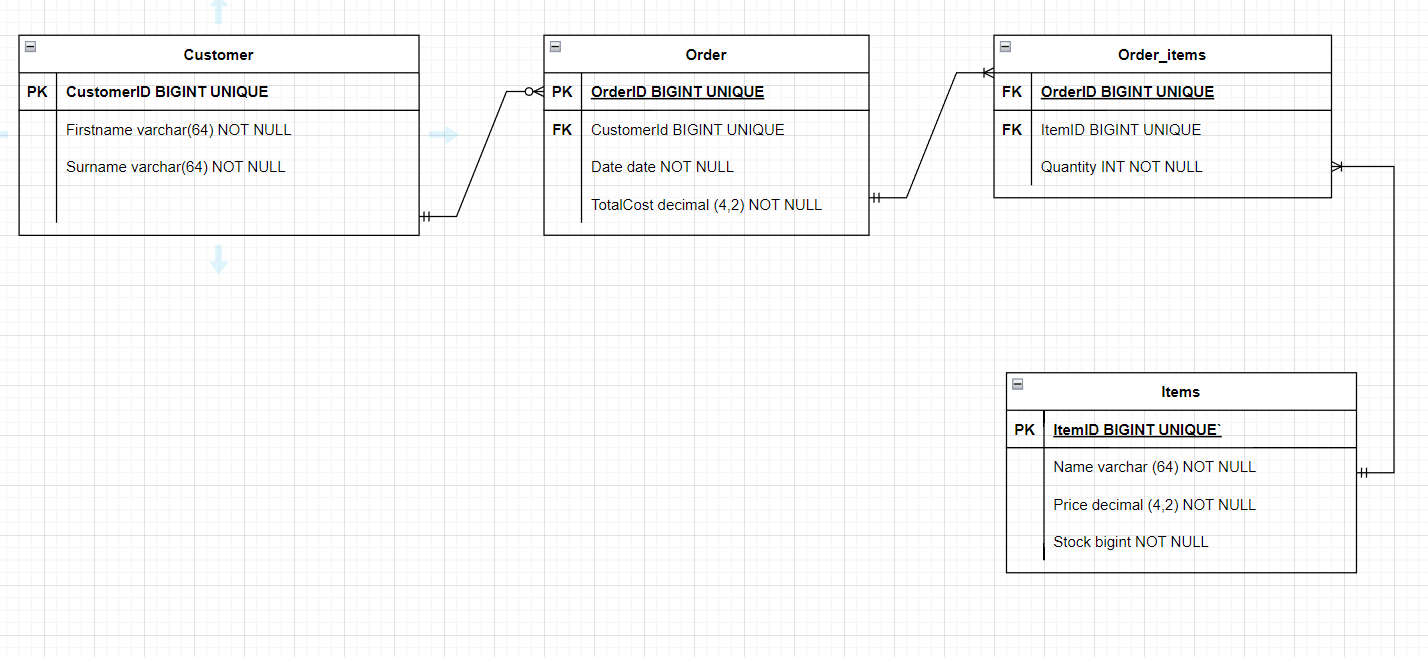 Customer
PK CustomerID BIGINT UNIQUE
Firstname varchar(64) NOT NULL
Surname varchar(64) NOT NULL
Order
PK OrderID BIGINT UNIQUE
FK CustomerId BIGINT UNIQUE
Date date NOT NULL
TotalCost decimal (4,2) NOT NULL
Order_items
FK OrderID BIGINT UNIQUE
FK ItemID BIGINT UNIQUE
Quantity INT NOT NULL
Items
PK ItemID BIGINT UNIQUE`
Name varchar (64) NOT NULL
Price decimal (4,2) NOT NULL
Stock bigint NOT NULL